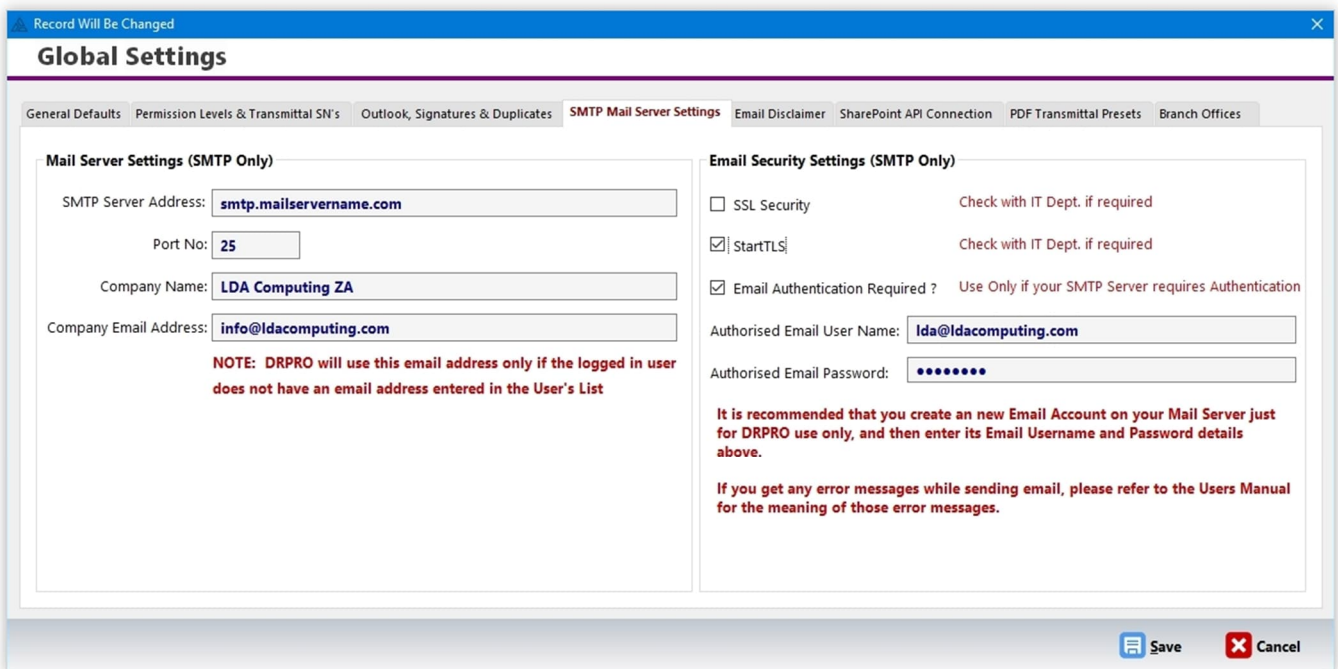 Record Will Be Changed
Global Settings
General Defaults Permission Levels & Transmittal SN's Outlook, Signatures & Duplicates SMTP Mail Server Settings Email Disclaimer SharePoint API Connection PDF Transmittal Presets Branch Offices
Mail Server Settings (SMTP Only)
SMTP Server Address: smtp.mailservername.com
Port No: 25
Company Name: LDA Computing ZA
Company Email Address: info@ldacomputing.com
NOTE: DRPRO will use this email address only if the logged in user
does not have an email address entered in the User's List
Email Security Settings (SMTP Only)
SSL Security Check with IT Dept. if required
StartTLS Check with IT Dept. if required
Email Authentication Required ? Use Only if your SMTP Server requires Authentication
Authorised Email User Name: lda@ldacomputing.com
Authorised Email Password: ●●●●●●●●
It is recommended that you create an new Email Account on your Mail Server just
for DRPRO use only, and then enter its Email Username and Password details
above.
If you get any error messages while sending email, please refer to the Users Manual
for the meaning of those error messages.
Save Cancel